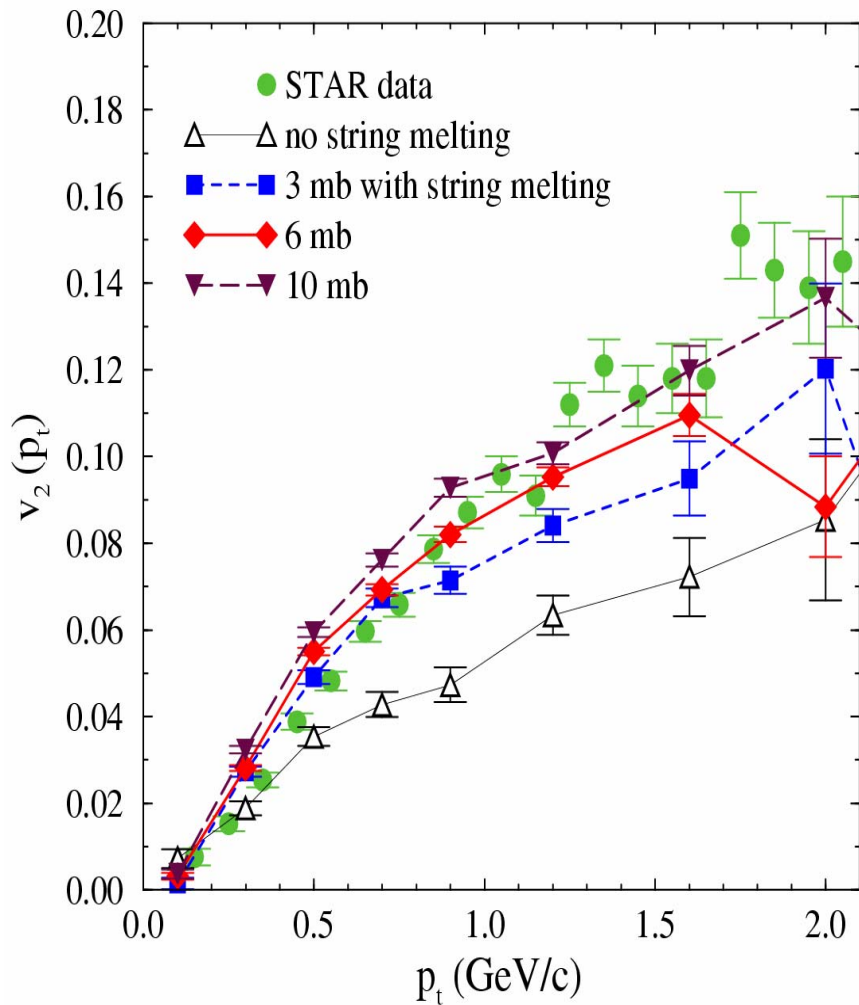 0.20
0.18
0.16
0.14
0.12
0.10
0.08
0.06
0.04
0.02
0.00
v₂ (pₜ)
STAR data
no string melting
3 mb with string melting
6 mb
10 mb
0.0 0.5 1.0 1.5 2.0
pₜ (GeV/c)